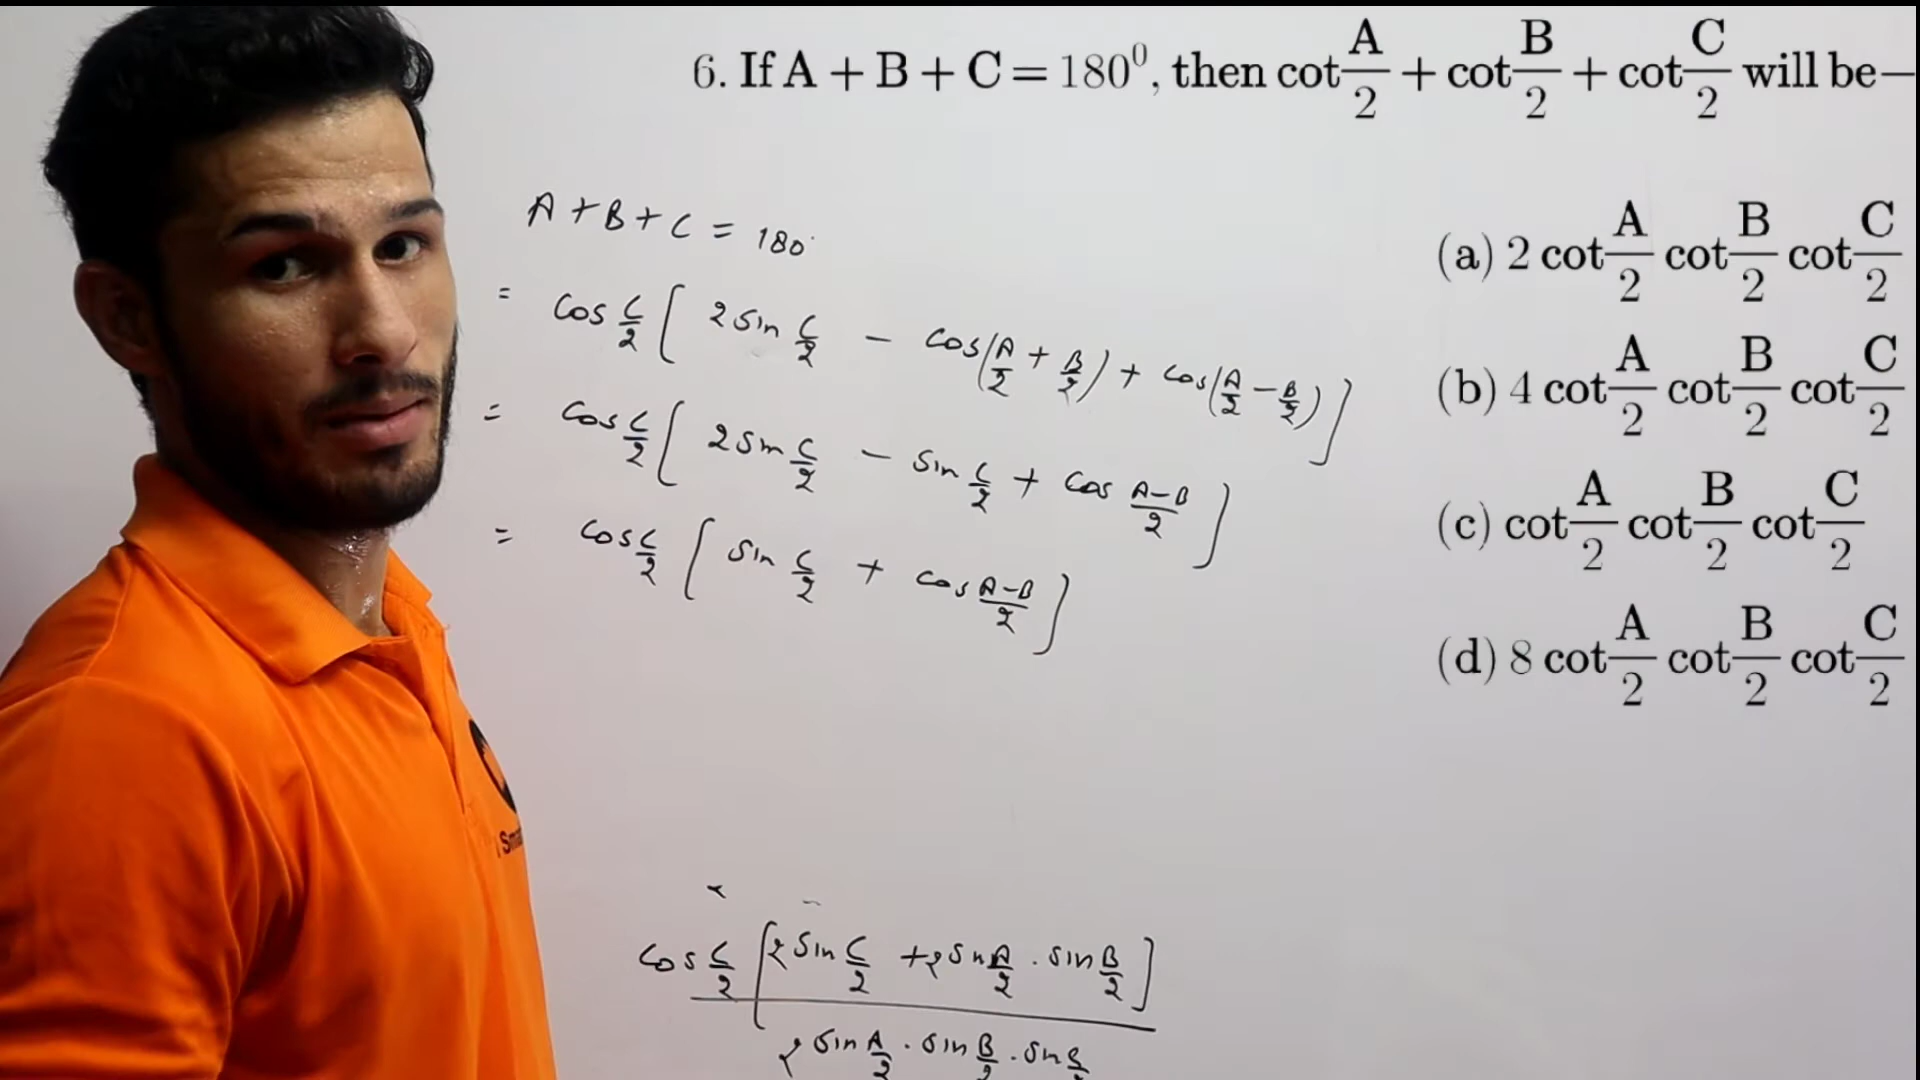 6. If A + B + C = 180⁰, then cot A/2 + cot B/2 + cot C/2 will be –
A + B + C = 180°
= Cos C/2 [ 2 Sin C/2 – Cos(A/2 + B/2) + Cos(A/2 – B/2) ]
= Cos C/2 [ 2 Sin C/2 – Sin C/2 + Cos A–B/2 ]
= Cos C/2 [ Sin C/2 + Cos A–B/2 ]
Cos C/2 [ 2 Sin C/2 + 2 Sin A/2 . Sin B/2 ]
2 Sin A/2 . Sin B/2 . Sin C/2
(a) 2 cot A/2 cot B/2 cot C/2
(b) 4 cot A/2 cot B/2 cot C/2
(c) cot A/2 cot B/2 cot C/2
(d) 8 cot A/2 cot B/2 cot C/2